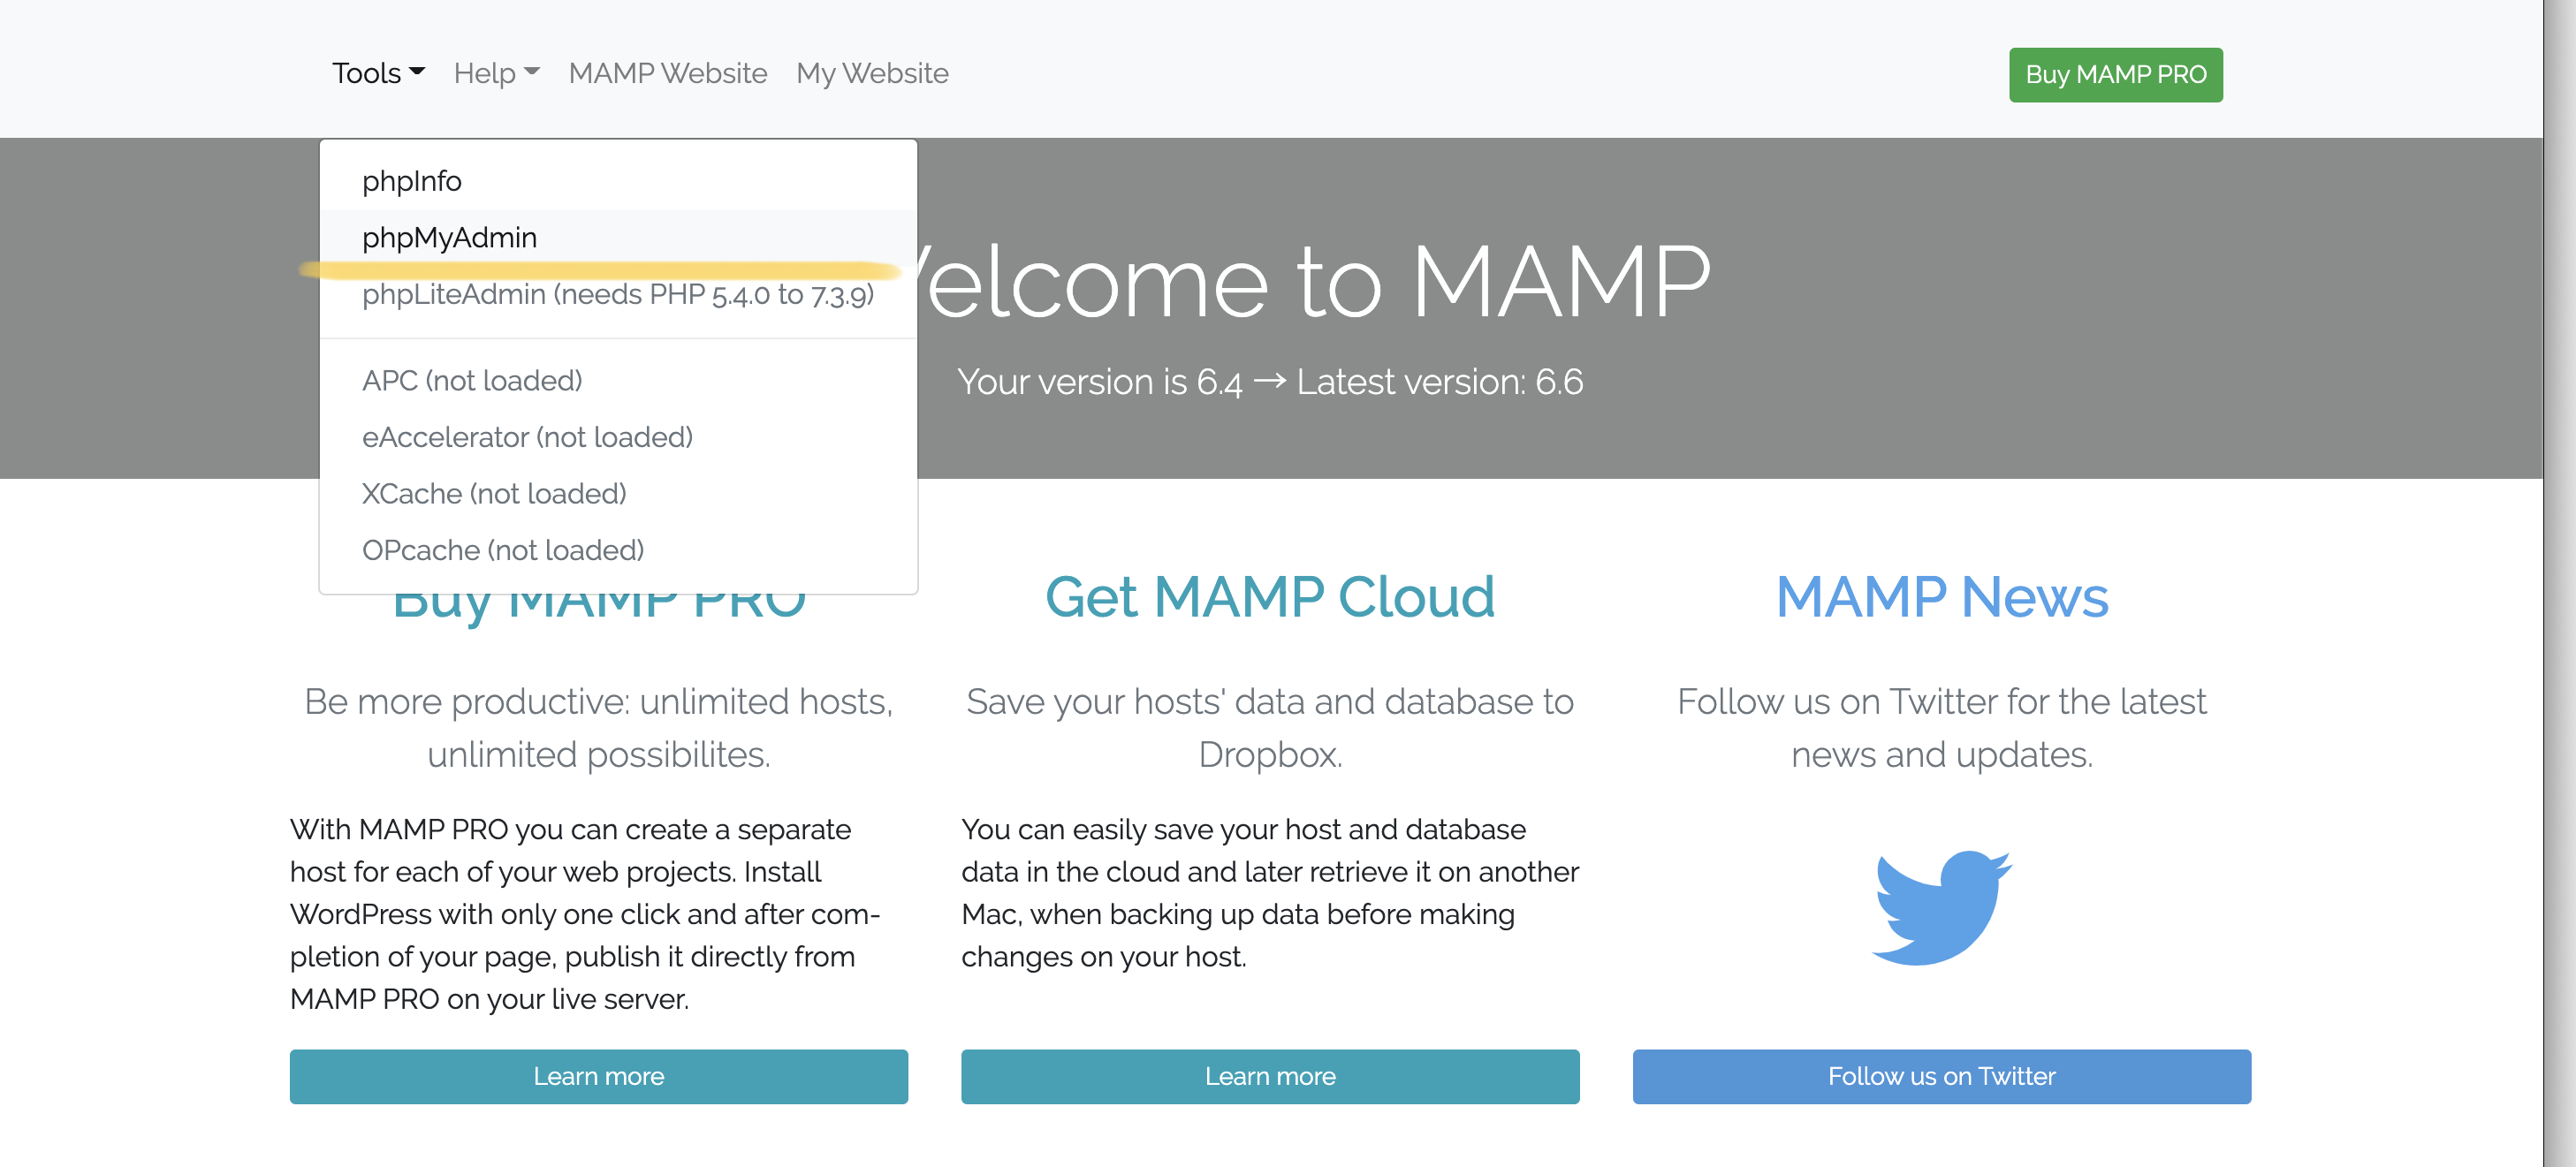 Tools Help MAMP Website My Website
Buy MAMP PRO
phpInfo
phpMyAdmin
phpLiteAdmin (needs PHP 5.4.0 to 7.3.9)
APC (not loaded)
eAccelerator (not loaded)
XCache (not loaded)
OPcache (not loaded)
elcome to MAMP
Your version is 6.4 → Latest version: 6.6
Buy MAMP PRO
Be more productive: unlimited hosts,
unlimited possibilites.
With MAMP PRO you can create a separate
host for each of your web projects. Install
WordPress with only one click and after com-
pletion of your page, publish it directly from
MAMP PRO on your live server.
Learn more
Get MAMP Cloud
Save your hosts' data and database to
Dropbox.
You can easily save your host and database
data in the cloud and later retrieve it on another
Mac, when backing up data before making
changes on your host.
Learn more
MAMP News
Follow us on Twitter for the latest
news and updates.
Follow us on Twitter